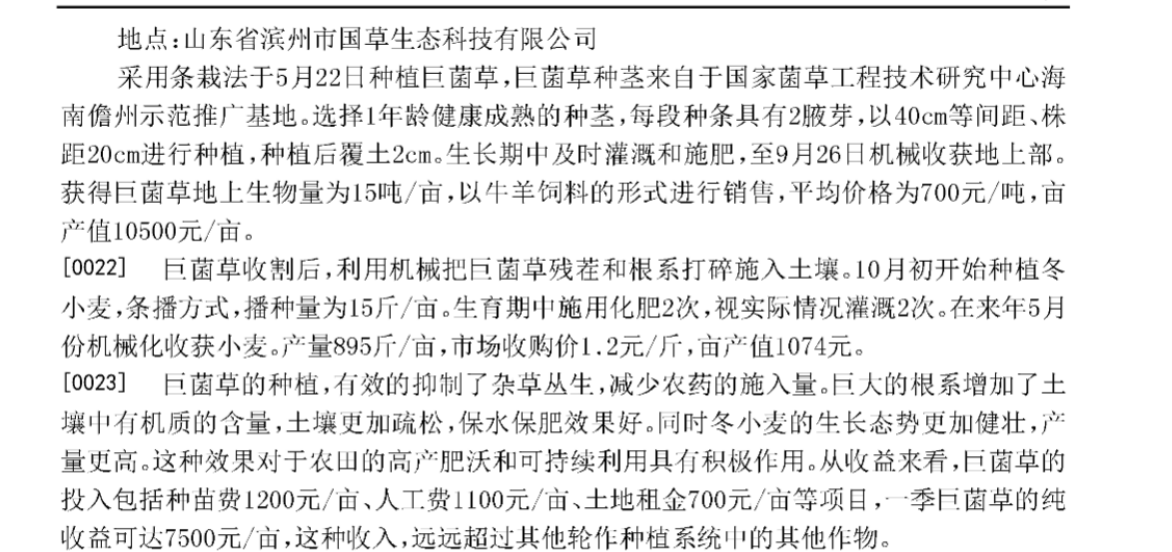 地点:山东省滨州市国草生态科技有限公司
采用条栽法于5月22日种植巨菌草,巨菌草种茎来自于国家菌草工程技术研究中心海
南儋州示范推广基地。选择1年龄健康成熟的种茎,每段种条具有2腋芽,以40cm等间距、株
距20cm进行种植,种植后覆土2cm。生长期中及时灌溉和施肥,至9月26日机械收获地上部。
获得巨菌草地上生物量为15吨/亩,以牛羊饲料的形式进行销售,平均价格为700元/吨,亩
产值10500元/亩。
[0022] 巨菌草收割后,利用机械把巨菌草残茬和根系打碎施入土壤。10月初开始种植冬
小麦,条播方式,播种量为15斤/亩。生育期中施用化肥2次,视实际情况灌溉2次。在来年5月
份机械化收获小麦。产量895斤/亩,市场收购价1.2元/斤,亩产值1074元。
[0023] 巨菌草的种植,有效的抑制了杂草丛生,减少农药的施入量。巨大的根系增加了土
壤中有机质的含量,土壤更加疏松,保水保肥效果好。同时冬小麦的生长态势更加健壮,产
量更高。这种效果对于农田的高产肥沃和可持续利用具有积极作用。从收益来看,巨菌草的
投入包括种苗费1200元/亩、人工费1100元/亩、土地租金700元/亩等项目,一季巨菌草的纯
收益可达7500元/亩,这种收入,远远超过其他轮作种植系统中的其他作物。